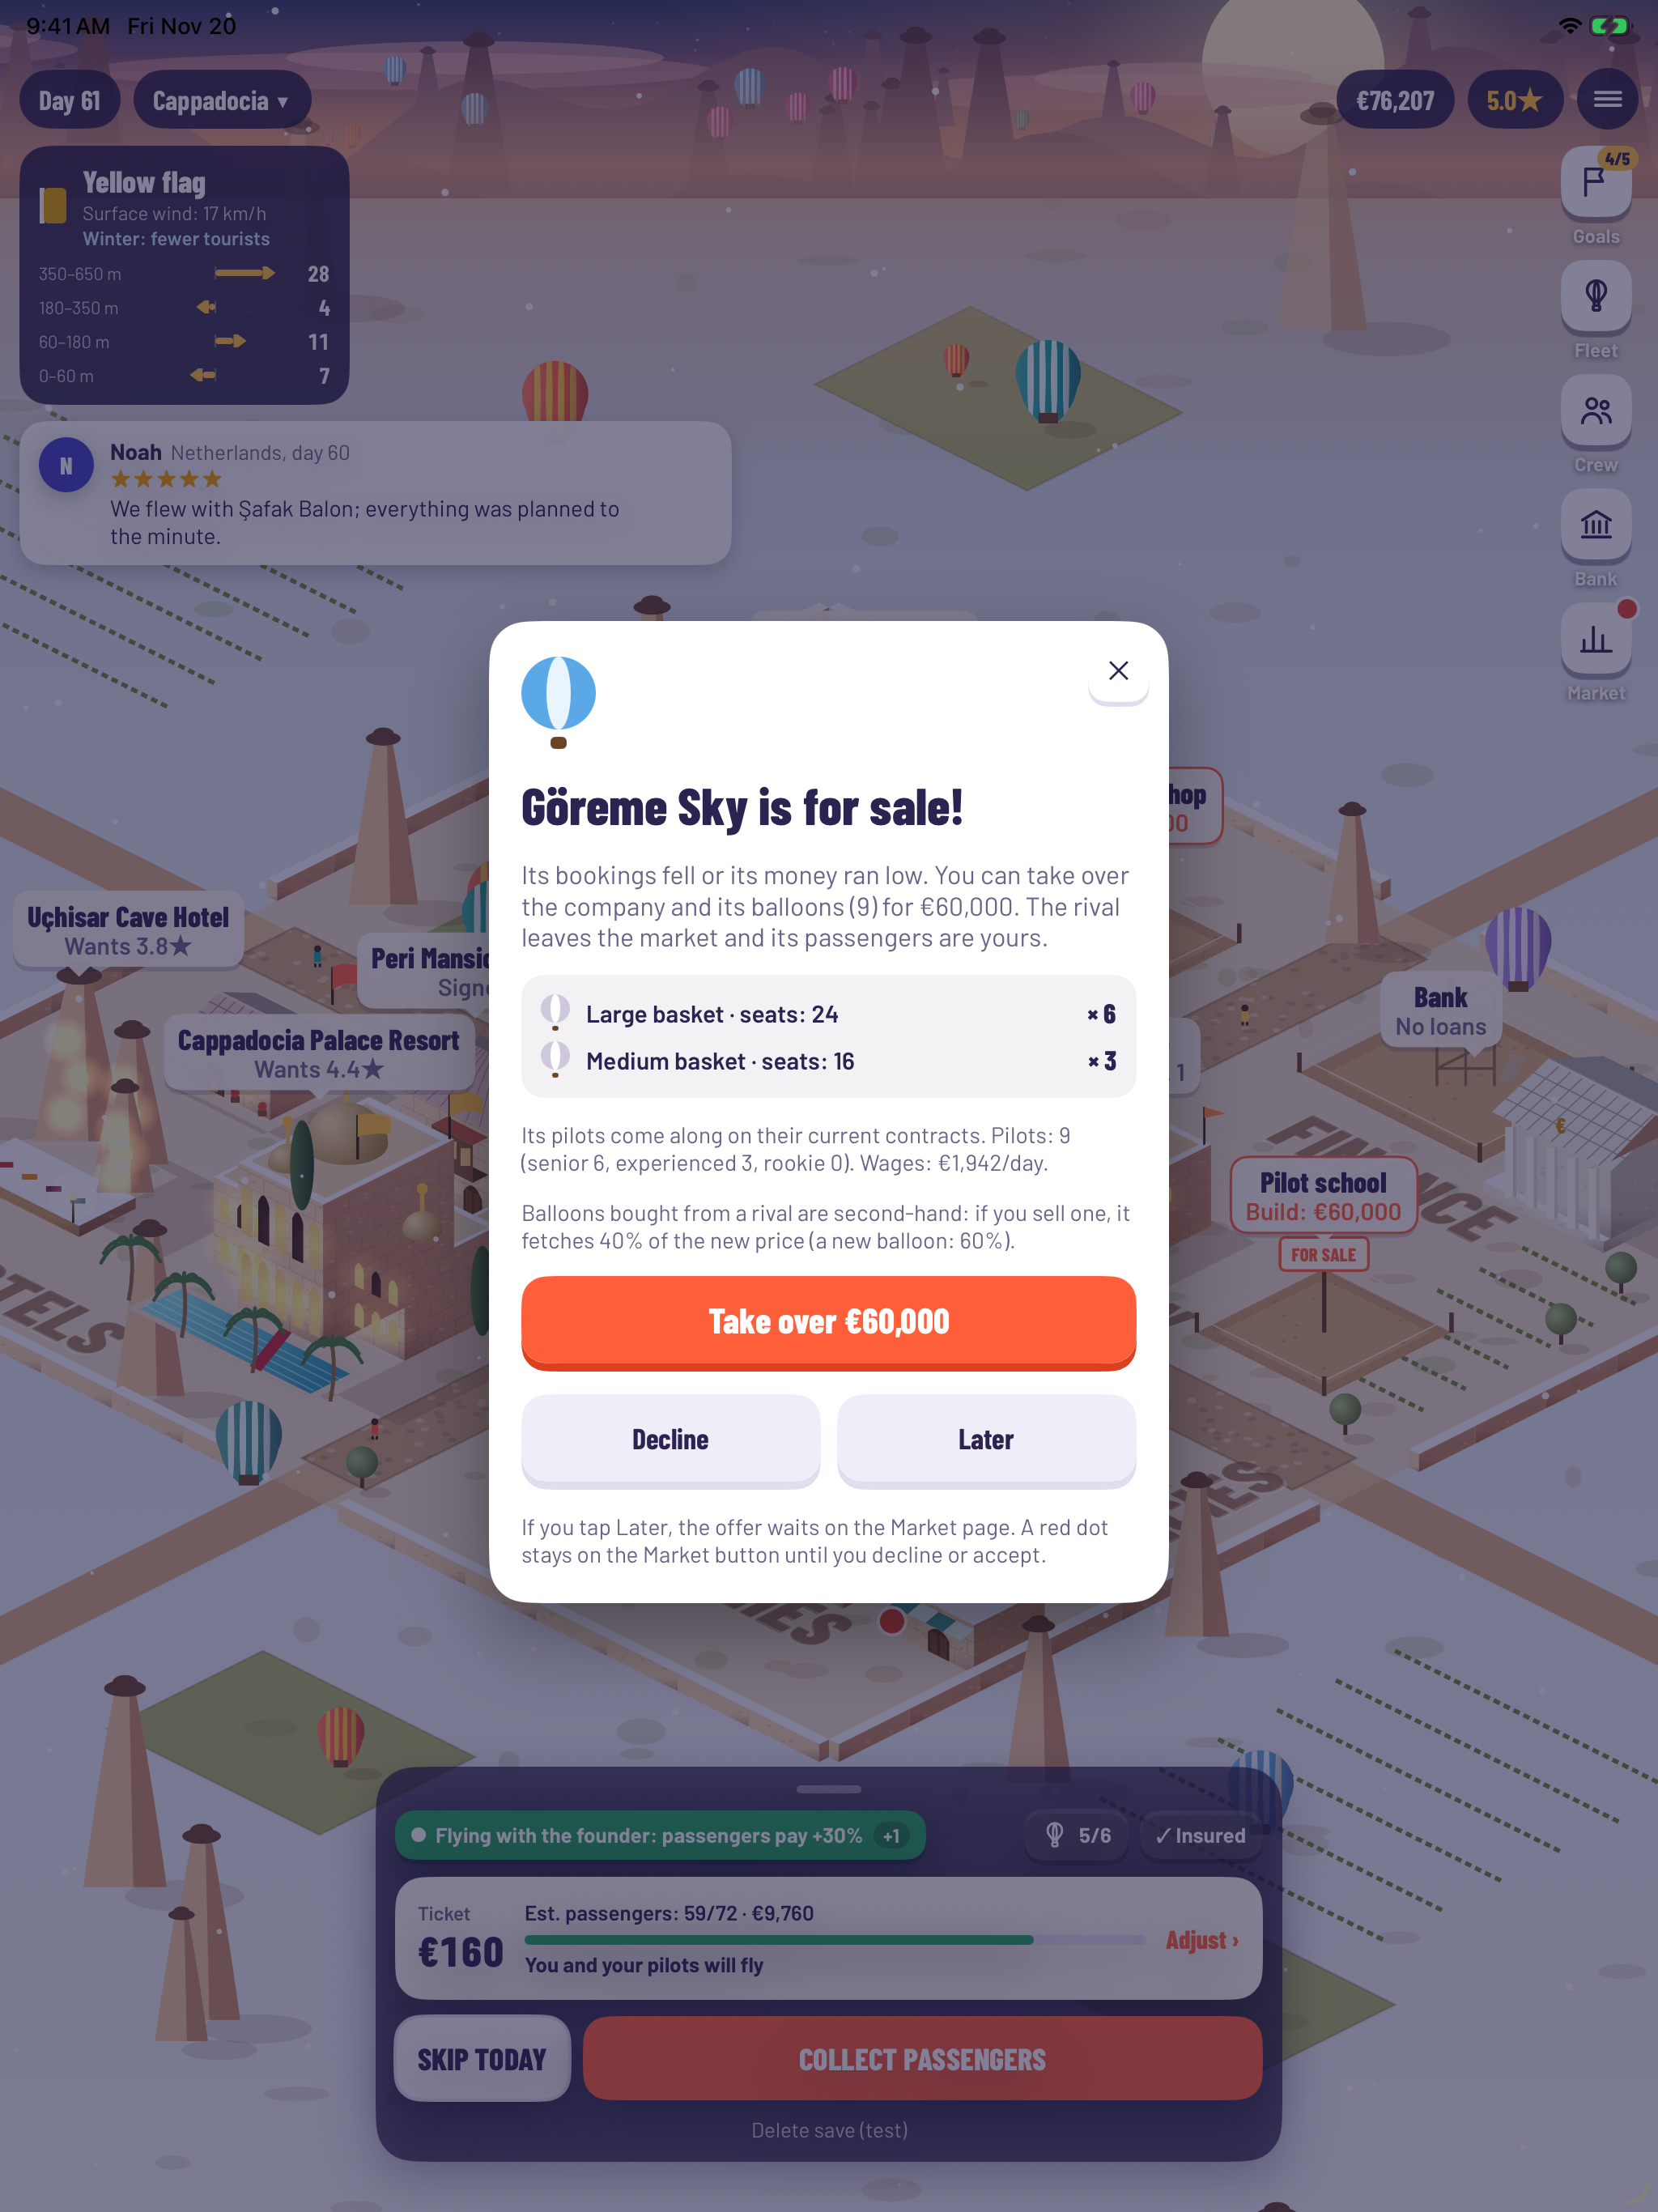 9:41 AM Fri Nov 20
Day 61
Cappadocia ▾
€76,207
5.0★
Yellow flag
Surface wind: 17 km/h
Winter: fewer tourists
350–650 m 28
180–350 m 4
60–180 m 11
0–60 m 7
4/5
Goals
Fleet
Crew
Bank
Market
N
Noah Netherlands, day 60
★★★★★
We flew with Şafak Balon; everything was planned to
the minute.
Göreme Sky is for sale!
Its bookings fell or its money ran low. You can take over
the company and its balloons (9) for €60,000. The rival
leaves the market and its passengers are yours.
Large basket · seats: 24 × 6
Medium basket · seats: 16 × 3
Its pilots come along on their current contracts. Pilots: 9
(senior 6, experienced 3, rookie 0). Wages: €1,942/day.
Balloons bought from a rival are second-hand: if you sell one, it
fetches 40% of the new price (a new balloon: 60%).
Take over €60,000
Decline
Later
If you tap Later, the offer waits on the Market page. A red dot
stays on the Market button until you decline or accept.
Uçhisar Cave Hotel
Wants 3.8★
Peri
Cappadocia Palace Resort
Wants 4.4★
Bank
No loans
€
Pilot school
Build: €60,000
FOR SALE
Flying with the founder: passengers pay +30% +1
5/6
✓ Insured
Ticket
€160
Est. passengers: 59/72 · €9,760
You and your pilots will fly
Adjust ›
SKIP TODAY
COLLECT PASSENGERS
Delete save (test)